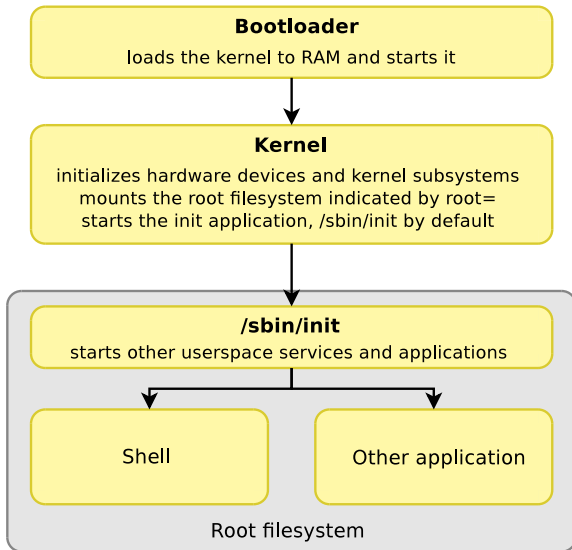 Bootloader
loads the kernel to RAM and starts it
Kernel
initializes hardware devices and kernel subsystems
mounts the root filesystem indicated by root=
starts the init application, /sbin/init by default
/sbin/init
starts other userspace services and applications
Shell
Other application
Root filesystem